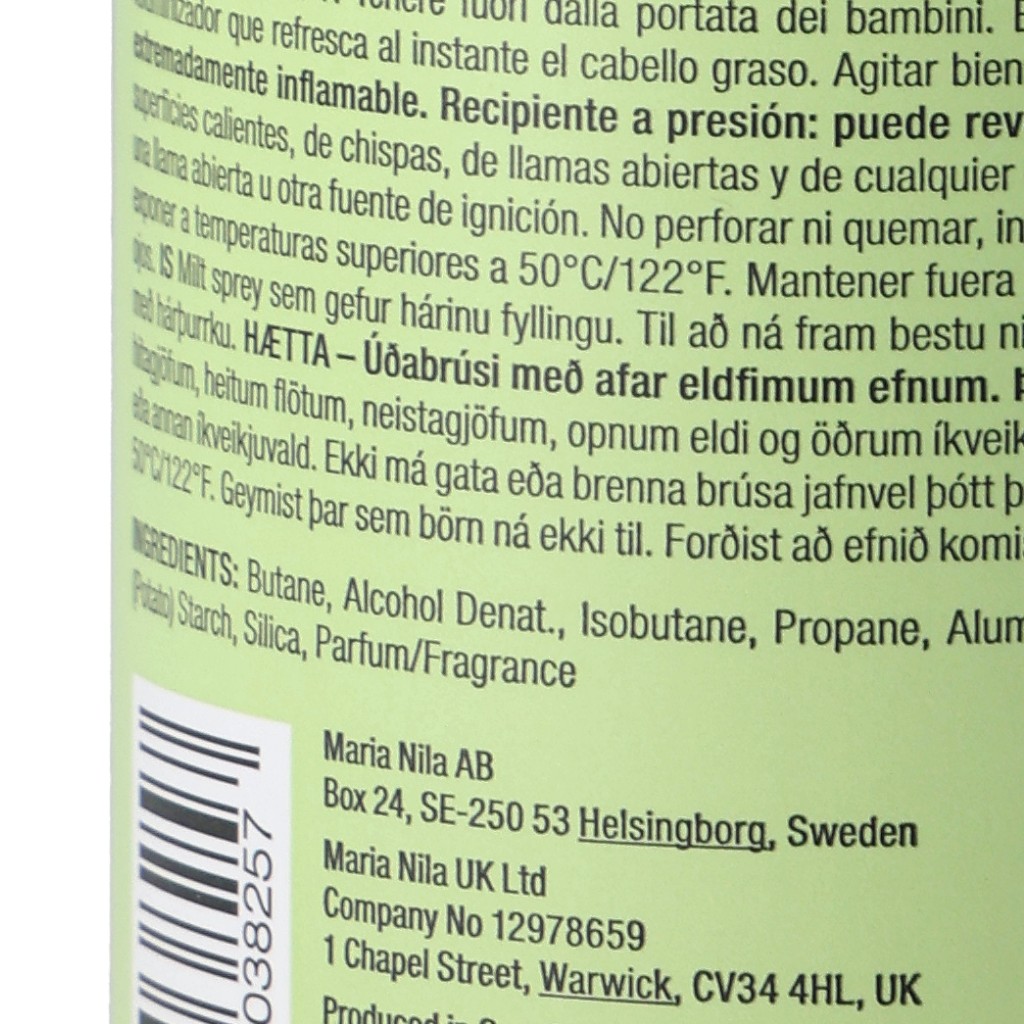 Tenere fuori dalla portata dei bambini.
que refresca al instante el cabello graso. Agitar bien
extremadamente inflamable. Recipiente a presión: puede rev
superficies calientes, de chispas, de llamas abiertas y de cualquier
una llama abierta u otra fuente de ignición. No perforar ni quemar, in
exponer a temperaturas superiores a 50°C/122°F. Mantener fuera
ojos. IS Milt sprey sem gefur hárinu fyllingu. Til að ná fram bestu ni
með hárþurrku. HÆTTA – Úðabrúsi með afar eldfimum efnum. Þ
hitagjöfum, heitum flötum, neistagjöfum, opnum eldi og öðrum íkveik
eða annan íkveikjuvald. Ekki má gata eða brenna brúsa jafnvel þótt þ
50°C/122°F. Geymist þar sem börn ná ekki til. Forðist að efnið komi
INGREDIENTS: Butane, Alcohol Denat., Isobutane, Propane, Alum
(Potato) Starch, Silica, Parfum/Fragrance
Maria Nila AB
Box 24, SE-250 53 Helsingborg, Sweden
Maria Nila UK Ltd
Company No 12978659
1 Chapel Street, Warwick, CV34 4HL, UK
Produced in
038257